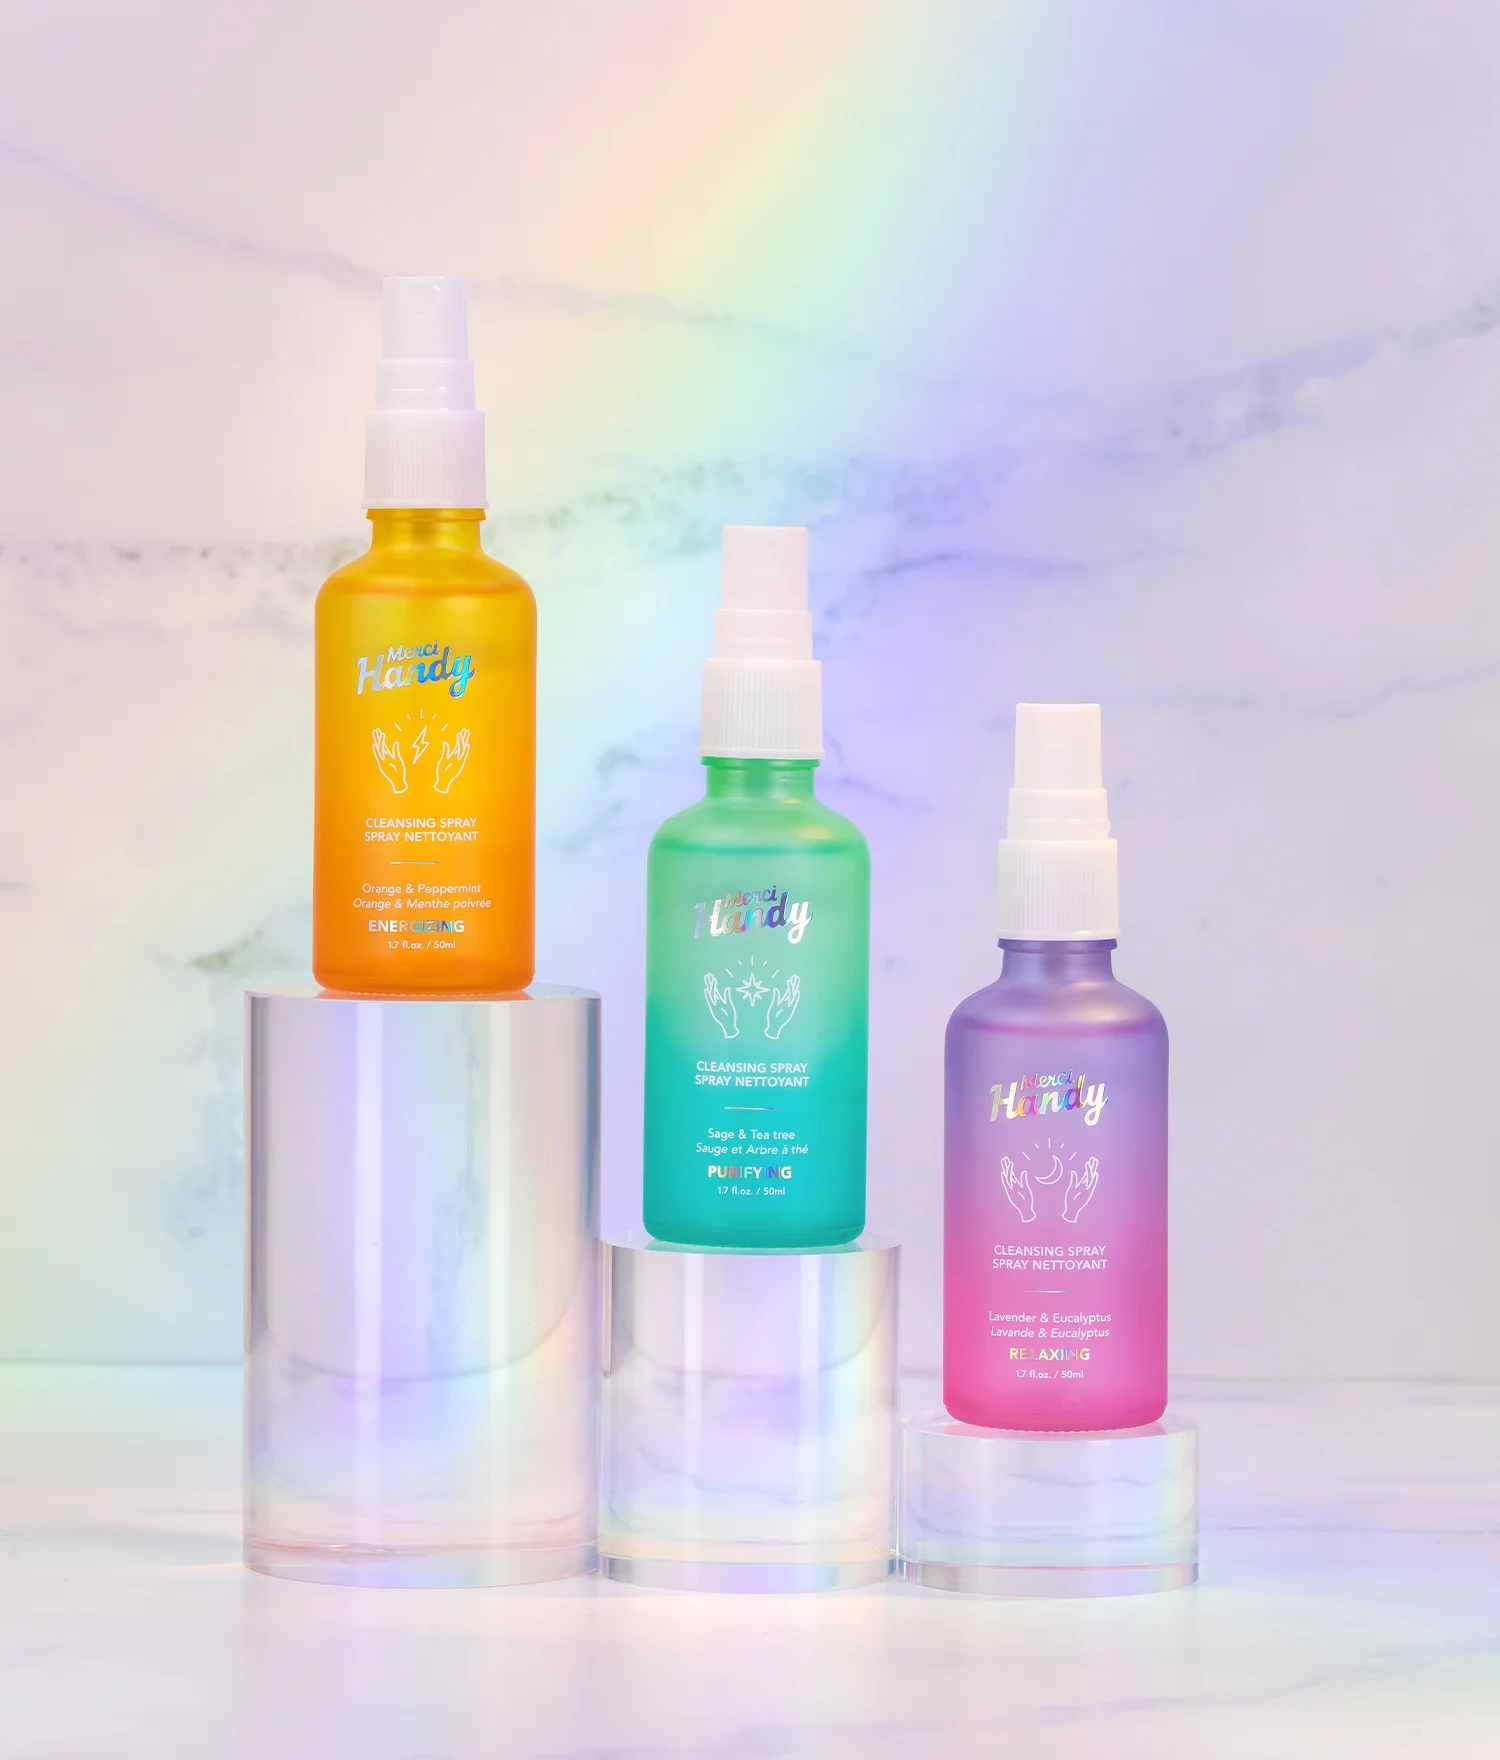 Merci
Handy
CLEANSING SPRAY
SPRAY NETTOYANT
Orange & Peppermint
Orange & Menthe poivrée
ENERGIZING
1.7 fl.oz. / 50ml
Merci
Handy
CLEANSING SPRAY
SPRAY NETTOYANT
Sage & Tea tree
Sauge et Arbre à thé
PURIFYING
1.7 fl.oz. / 50ml
Merci
Handy
CLEANSING SPRAY
SPRAY NETTOYANT
Lavender & Eucalyptus
Lavande & Eucalyptus
RELAXING
1.7 fl.oz. / 50ml